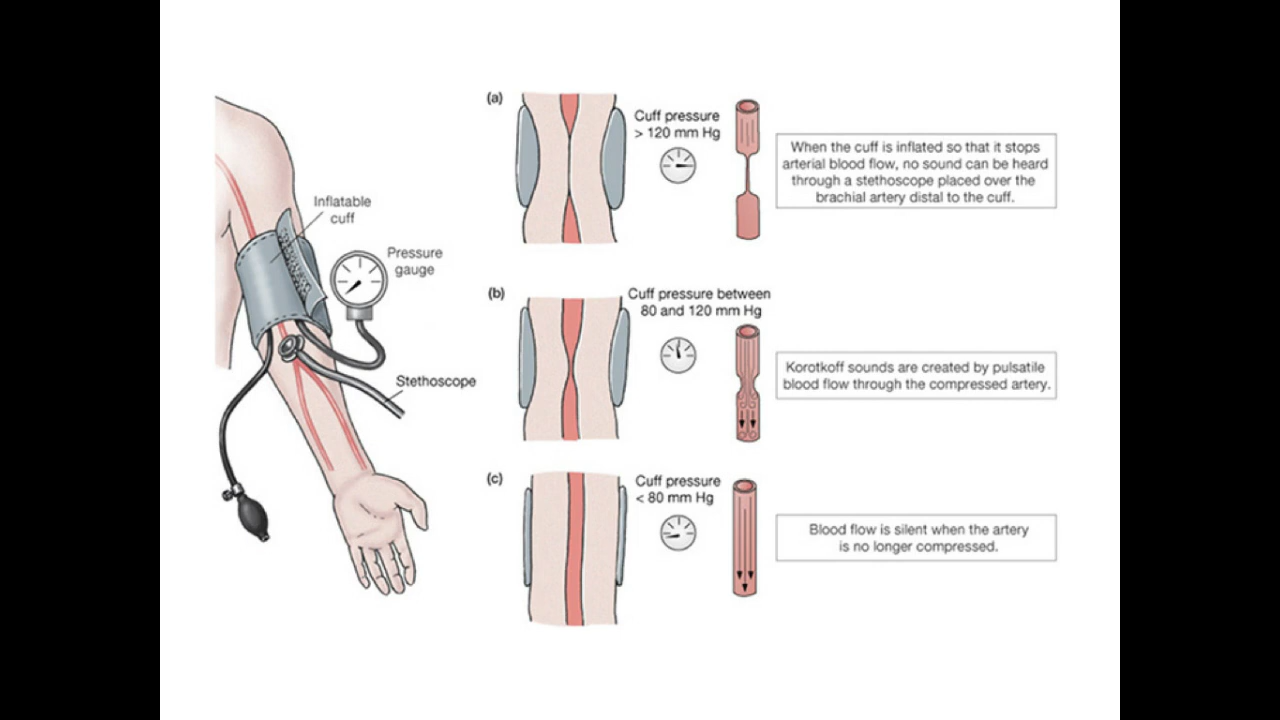 Inflatable
cuff
Pressure
gauge
Stethoscope
(a)
Cuff pressure
> 120 mm Hg
When the cuff is inflated so that it stops
arterial blood flow, no sound can be heard
through a stethoscope placed over the
brachial artery distal to the cuff.
(b)
Cuff pressure between
80 and 120 mm Hg
Korotkoff sounds are created by pulsatile
blood flow through the compressed artery.
(c)
Cuff pressure
< 80 mm Hg
Blood flow is silent when the artery
is no longer compressed.